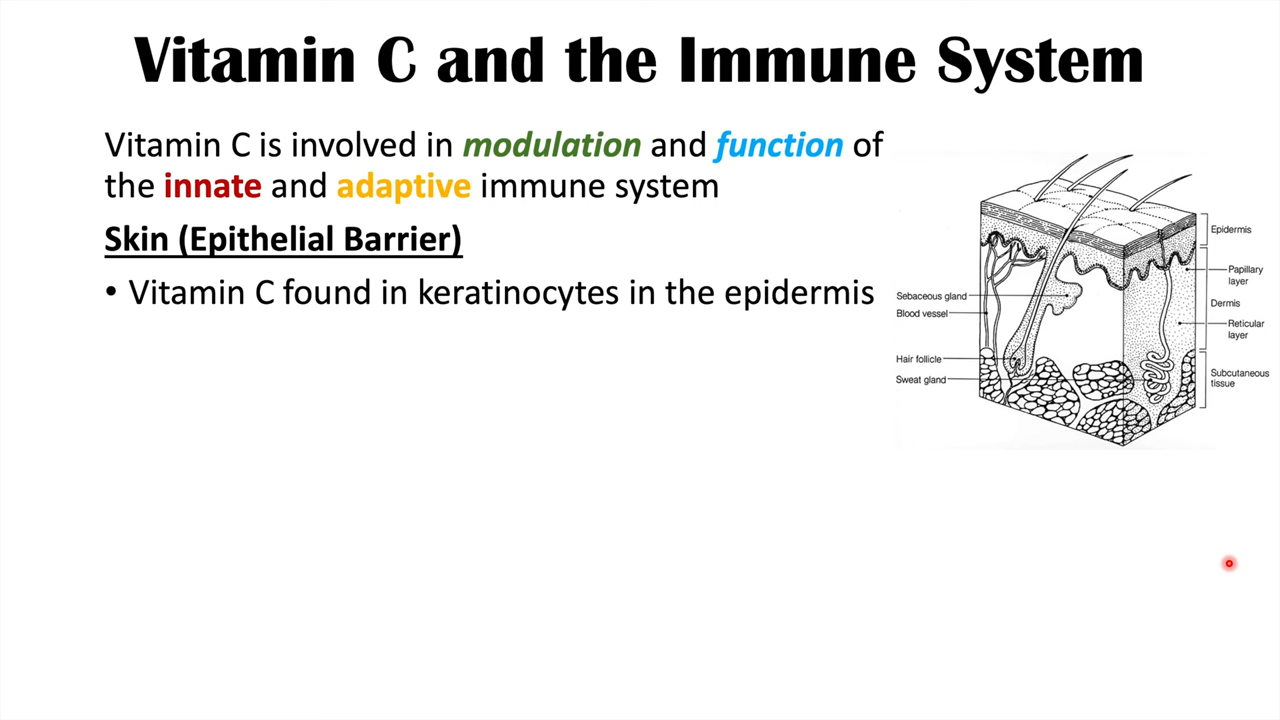 Vitamin C and the Immune System
Vitamin C is involved in modulation and function of
the innate and adaptive immune system
Skin (Epithelial Barrier)
• Vitamin C found in keratinocytes in the epidermis
Epidermis
Papillary
layer
Sebaceous gland
Dermis
Blood vessel
Reticular
layer
Hair follicle
Sweat gland
Subcutaneous
tissue